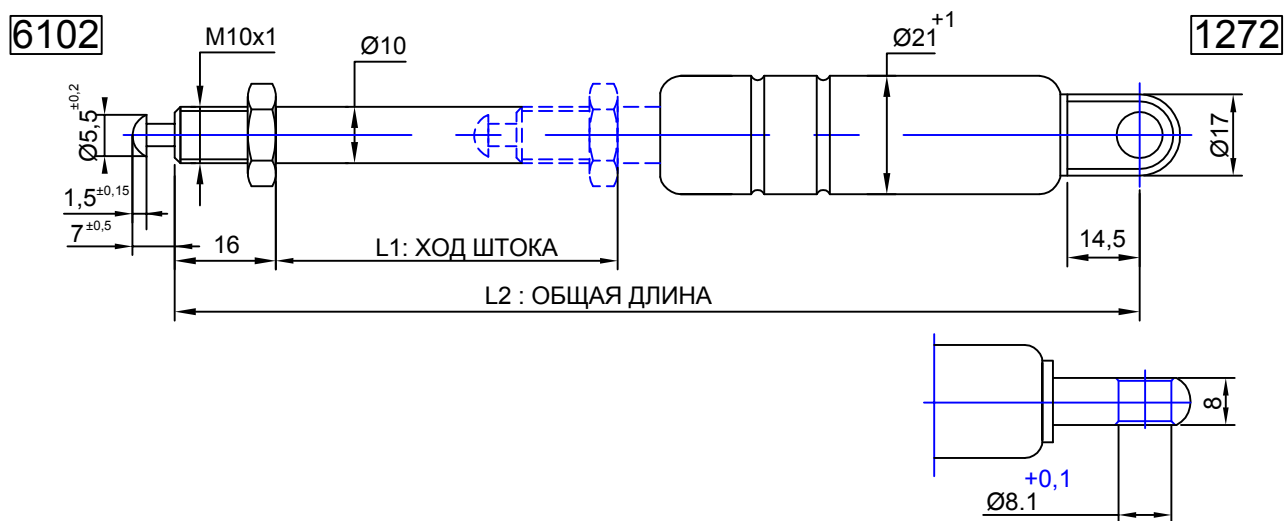 6102
M10x1
Ø10
Ø21 +1
1272
Ø5,5 ±0,2
Ø17
1,5 ±0,15
7 ±0,5
16
L1: ХОД ШТОКА
14,5
L2 : ОБЩАЯ ДЛИНА
8
+0,1
Ø8.1